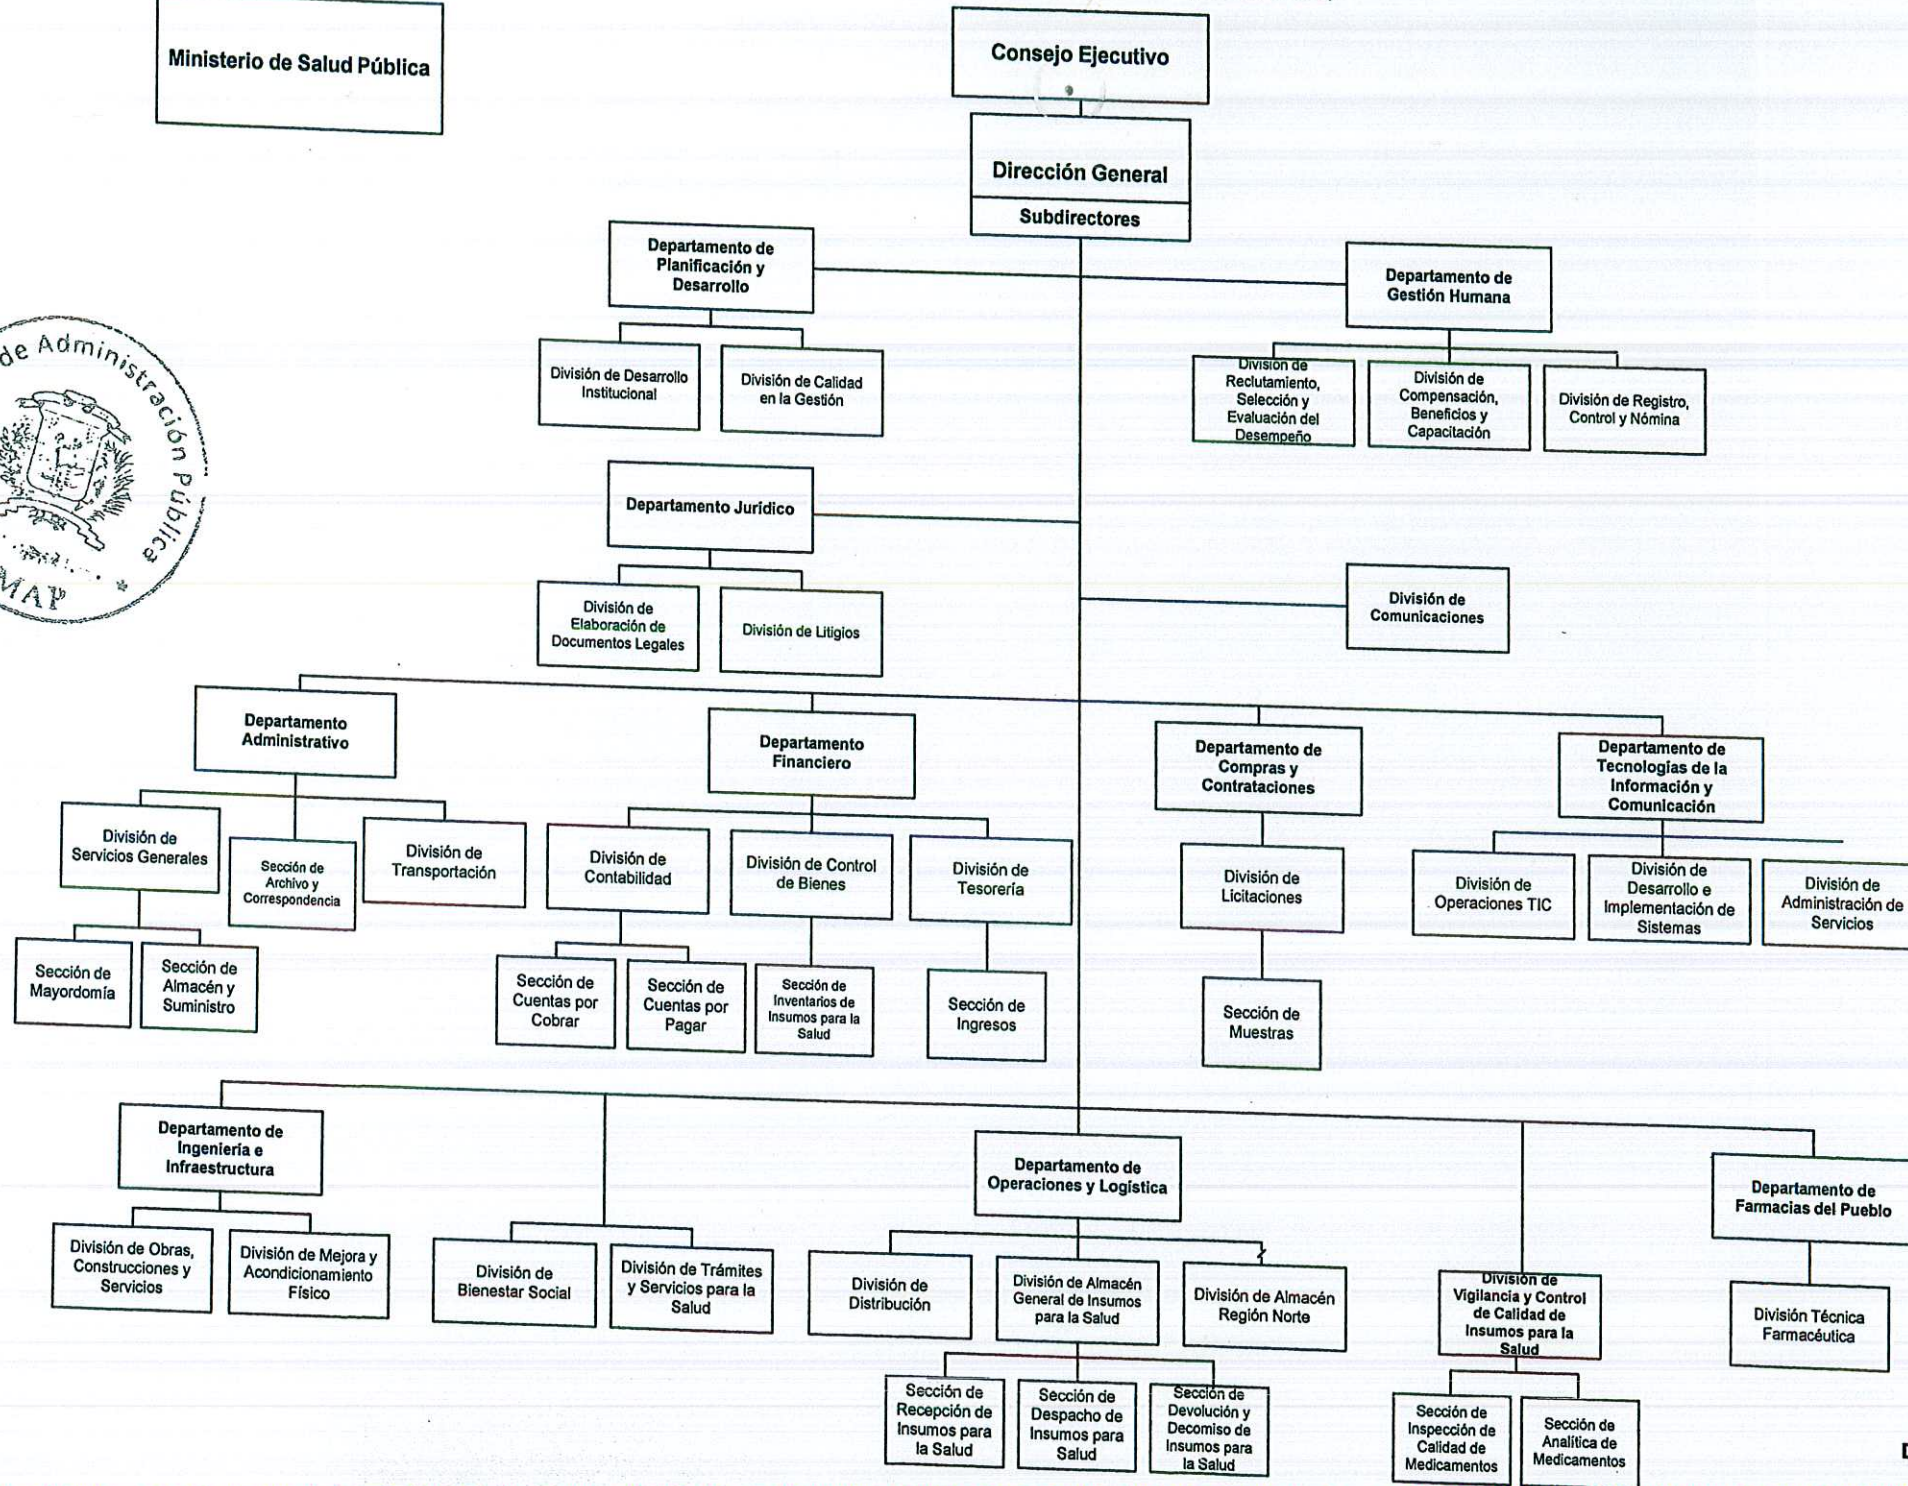 Ministerio de Salud Pública
Consejo Ejecutivo
Dirección General
Subdirectores
Departamento de
Planificación y
Desarrollo
Departamento de
Gestión Humana
División de Desarrollo
Institucional
División de Calidad
en la Gestión
División de
Reclutamiento,
Selección y
Evaluación del
Desempeño
División de
Compensación,
Beneficios y
Capacitación
División de Registro,
Control y Nómina
de Administración Pública
MAP
Departamento Jurídico
División de
Elaboración de
Documentos Legales
División de Litigios
División de
Comunicaciones
Departamento
Administrativo
Departamento
Financiero
Departamento de
Compras y
Contrataciones
Departamento de
Tecnologías de la
Información y
Comunicación
División de
Servicios Generales
Sección de
Archivo y
Correspondencia
División de
Transportación
División de
Contabilidad
División de Control
de Bienes
División de
Tesorería
División de
Licitaciones
División de
Operaciones TIC
División de
Desarrollo e
Implementación de
Sistemas
División de
Administración de
Servicios
Sección de
Mayordomía
Sección de
Almacén y
Suministro
Sección de
Cuentas por
Cobrar
Sección de
Cuentas por
Pagar
Sección de
Inventarios de
Insumos para la
Salud
Sección de
Ingresos
Sección de
Muestras
Departamento de
Ingeniería e
Infraestructura
Departamento de
Operaciones y Logística
Departamento de
Farmacias del Pueblo
División de Obras,
Construcciones y
Servicios
División de Mejora y
Acondicionamiento
Físico
División de
Bienestar Social
División de Trámites
y Servicios para la
Salud
División de
Distribución
División de Almacén
General de Insumos
para la Salud
División de Almacén
Región Norte
División de
Vigilancia y Control
de Calidad de
Insumos para la
Salud
División Técnica
Farmacéutica
Sección de
Recepción de
Insumos para
la Salud
Sección de
Despacho de
Insumos para
Salud
Sección de
Devolución y
Decomiso de
Insumos para
la Salud
Sección de
Inspección de
Calidad de
Medicamentos
Sección de
Analítica de
Medicamentos